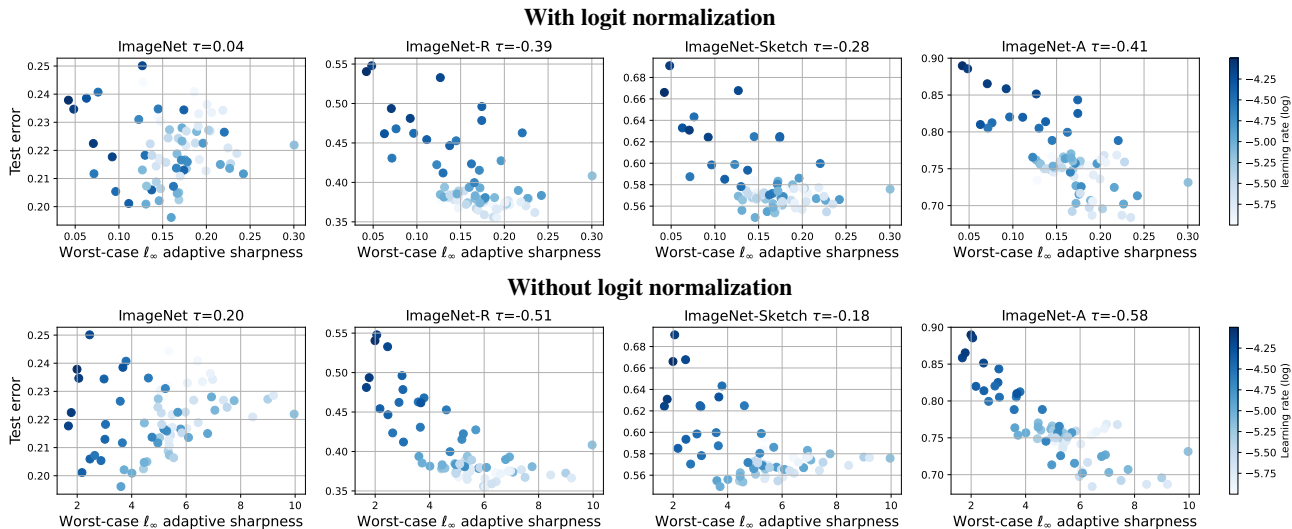 With logit normalization
ImageNet τ=0.04
ImageNet-R τ=-0.39
ImageNet-Sketch τ=-0.28
ImageNet-A τ=-0.41
Test error
0.25
0.24
0.23
0.22
0.21
0.20
0.05 0.10 0.15 0.20 0.25 0.30
Worst-case ℓ∞ adaptive sharpness
0.55
0.50
0.45
0.40
0.35
0.05 0.10 0.15 0.20 0.25 0.30
Worst-case ℓ∞ adaptive sharpness
0.68
0.66
0.64
0.62
0.60
0.58
0.56
0.05 0.10 0.15 0.20 0.25 0.30
Worst-case ℓ∞ adaptive sharpness
0.90
0.85
0.80
0.75
0.70
0.05 0.10 0.15 0.20 0.25 0.30
Worst-case ℓ∞ adaptive sharpness
−4.25
−4.50
−4.75
−5.00
−5.25
−5.50
−5.75
learning rate (log)
Without logit normalization
ImageNet τ=0.20
ImageNet-R τ=-0.51
ImageNet-Sketch τ=-0.18
ImageNet-A τ=-0.58
Test error
0.25
0.24
0.23
0.22
0.21
0.20
2 4 6 8 10
Worst-case ℓ∞ adaptive sharpness
0.55
0.50
0.45
0.40
0.35
2 4 6 8 10
Worst-case ℓ∞ adaptive sharpness
0.68
0.66
0.64
0.62
0.60
0.58
0.56
2 4 6 8 10
Worst-case ℓ∞ adaptive sharpness
0.90
0.85
0.80
0.75
0.70
2 4 6 8 10
Worst-case ℓ∞ adaptive sharpness
−4.25
−4.50
−4.75
−5.00
−5.25
−5.50
−5.75
Learning rate (log)